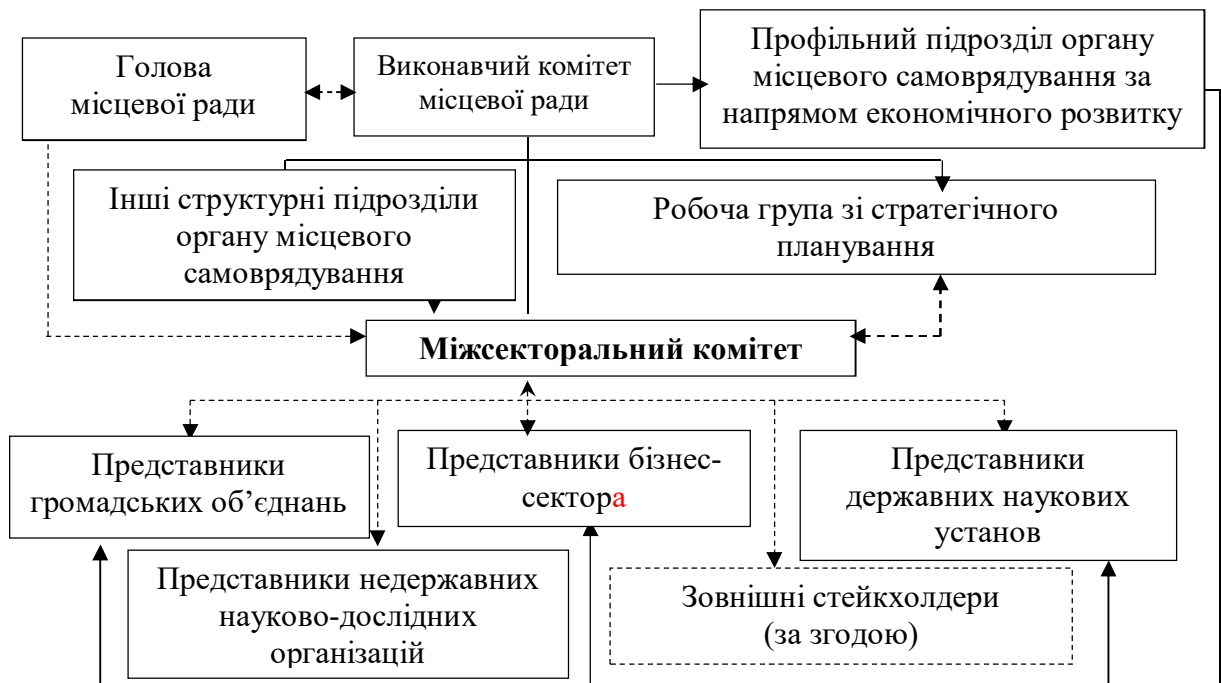 Голова
місцевої ради
Виконавчий комітет
місцевої ради
Профільний підрозділ органу
місцевого самоврядування за
напрямом економічного розвитку
Інші структурні підрозділи
органу місцевого
самоврядування
Робоча група зі стратегічного
планування
Міжсекторальний комітет
Представники
громадських об’єднань
Представники бізнес-
сектора
Представники
державних наукових
установ
Представники недержавних
науково-дослідних
організацій
Зовнішні стейкхолдери
(за згодою)